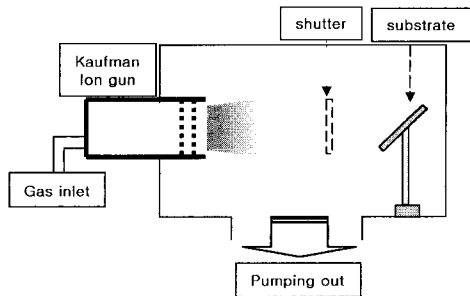 shutter
substrate
Kaufman
Ion gun
Gas inlet
Pumping out